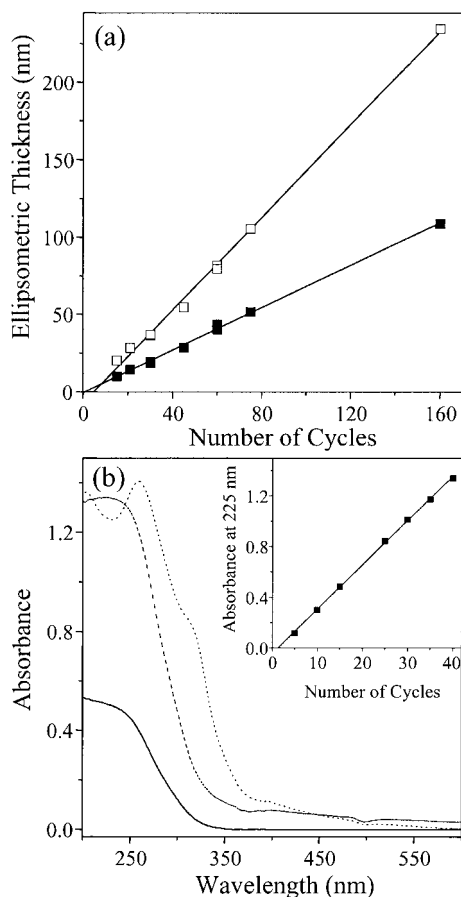 (a)
Ellipsometric Thickness (nm)
200
150
100
50
0
0 40 80 120 160
Number of Cycles
(b)
Absorbance
1.2
0.8
0.4
0.0
250 350 450 550
Wavelength (nm)
Absorbance at 225 nm
1.2
0.8
0.4
0.0
0 10 20 30 40
Number of Cycles